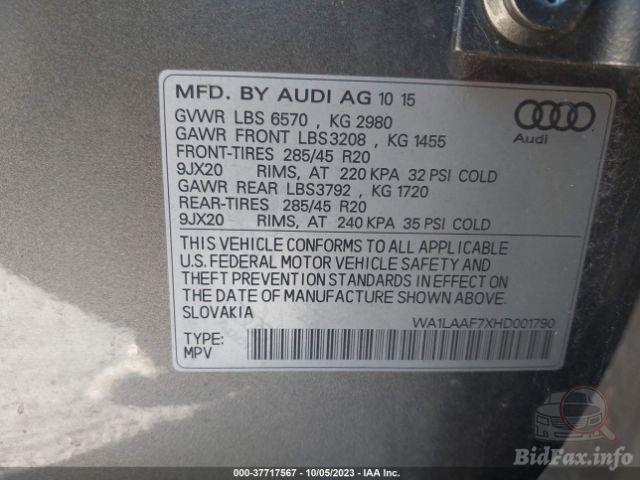 MFD. BY AUDI AG 10 15
GVWR LBS 6570 , KG 2980
GAWR FRONT LBS3208 , KG 1455
FRONT-TIRES 285/45 R20
9JX20 RIMS, AT 220 KPA 32 PSI COLD
GAWR REAR LBS3792 , KG 1720
REAR-TIRES 285/45 R20
9JX20 RIMS, AT 240 KPA 35 PSI COLD
Audi
THIS VEHICLE CONFORMS TO ALL APPLICABLE
U.S. FEDERAL MOTOR VEHICLE SAFETY AND
THEFT PREVENTION STANDARDS IN EFFECT ON
THE DATE OF MANUFACTURE SHOWN ABOVE.
SLOVAKIA
WA1LAAF7XHD001790
TYPE:
MPV
BidFax.info
00-37717567 - 10/05/2023 - IAA Inc.